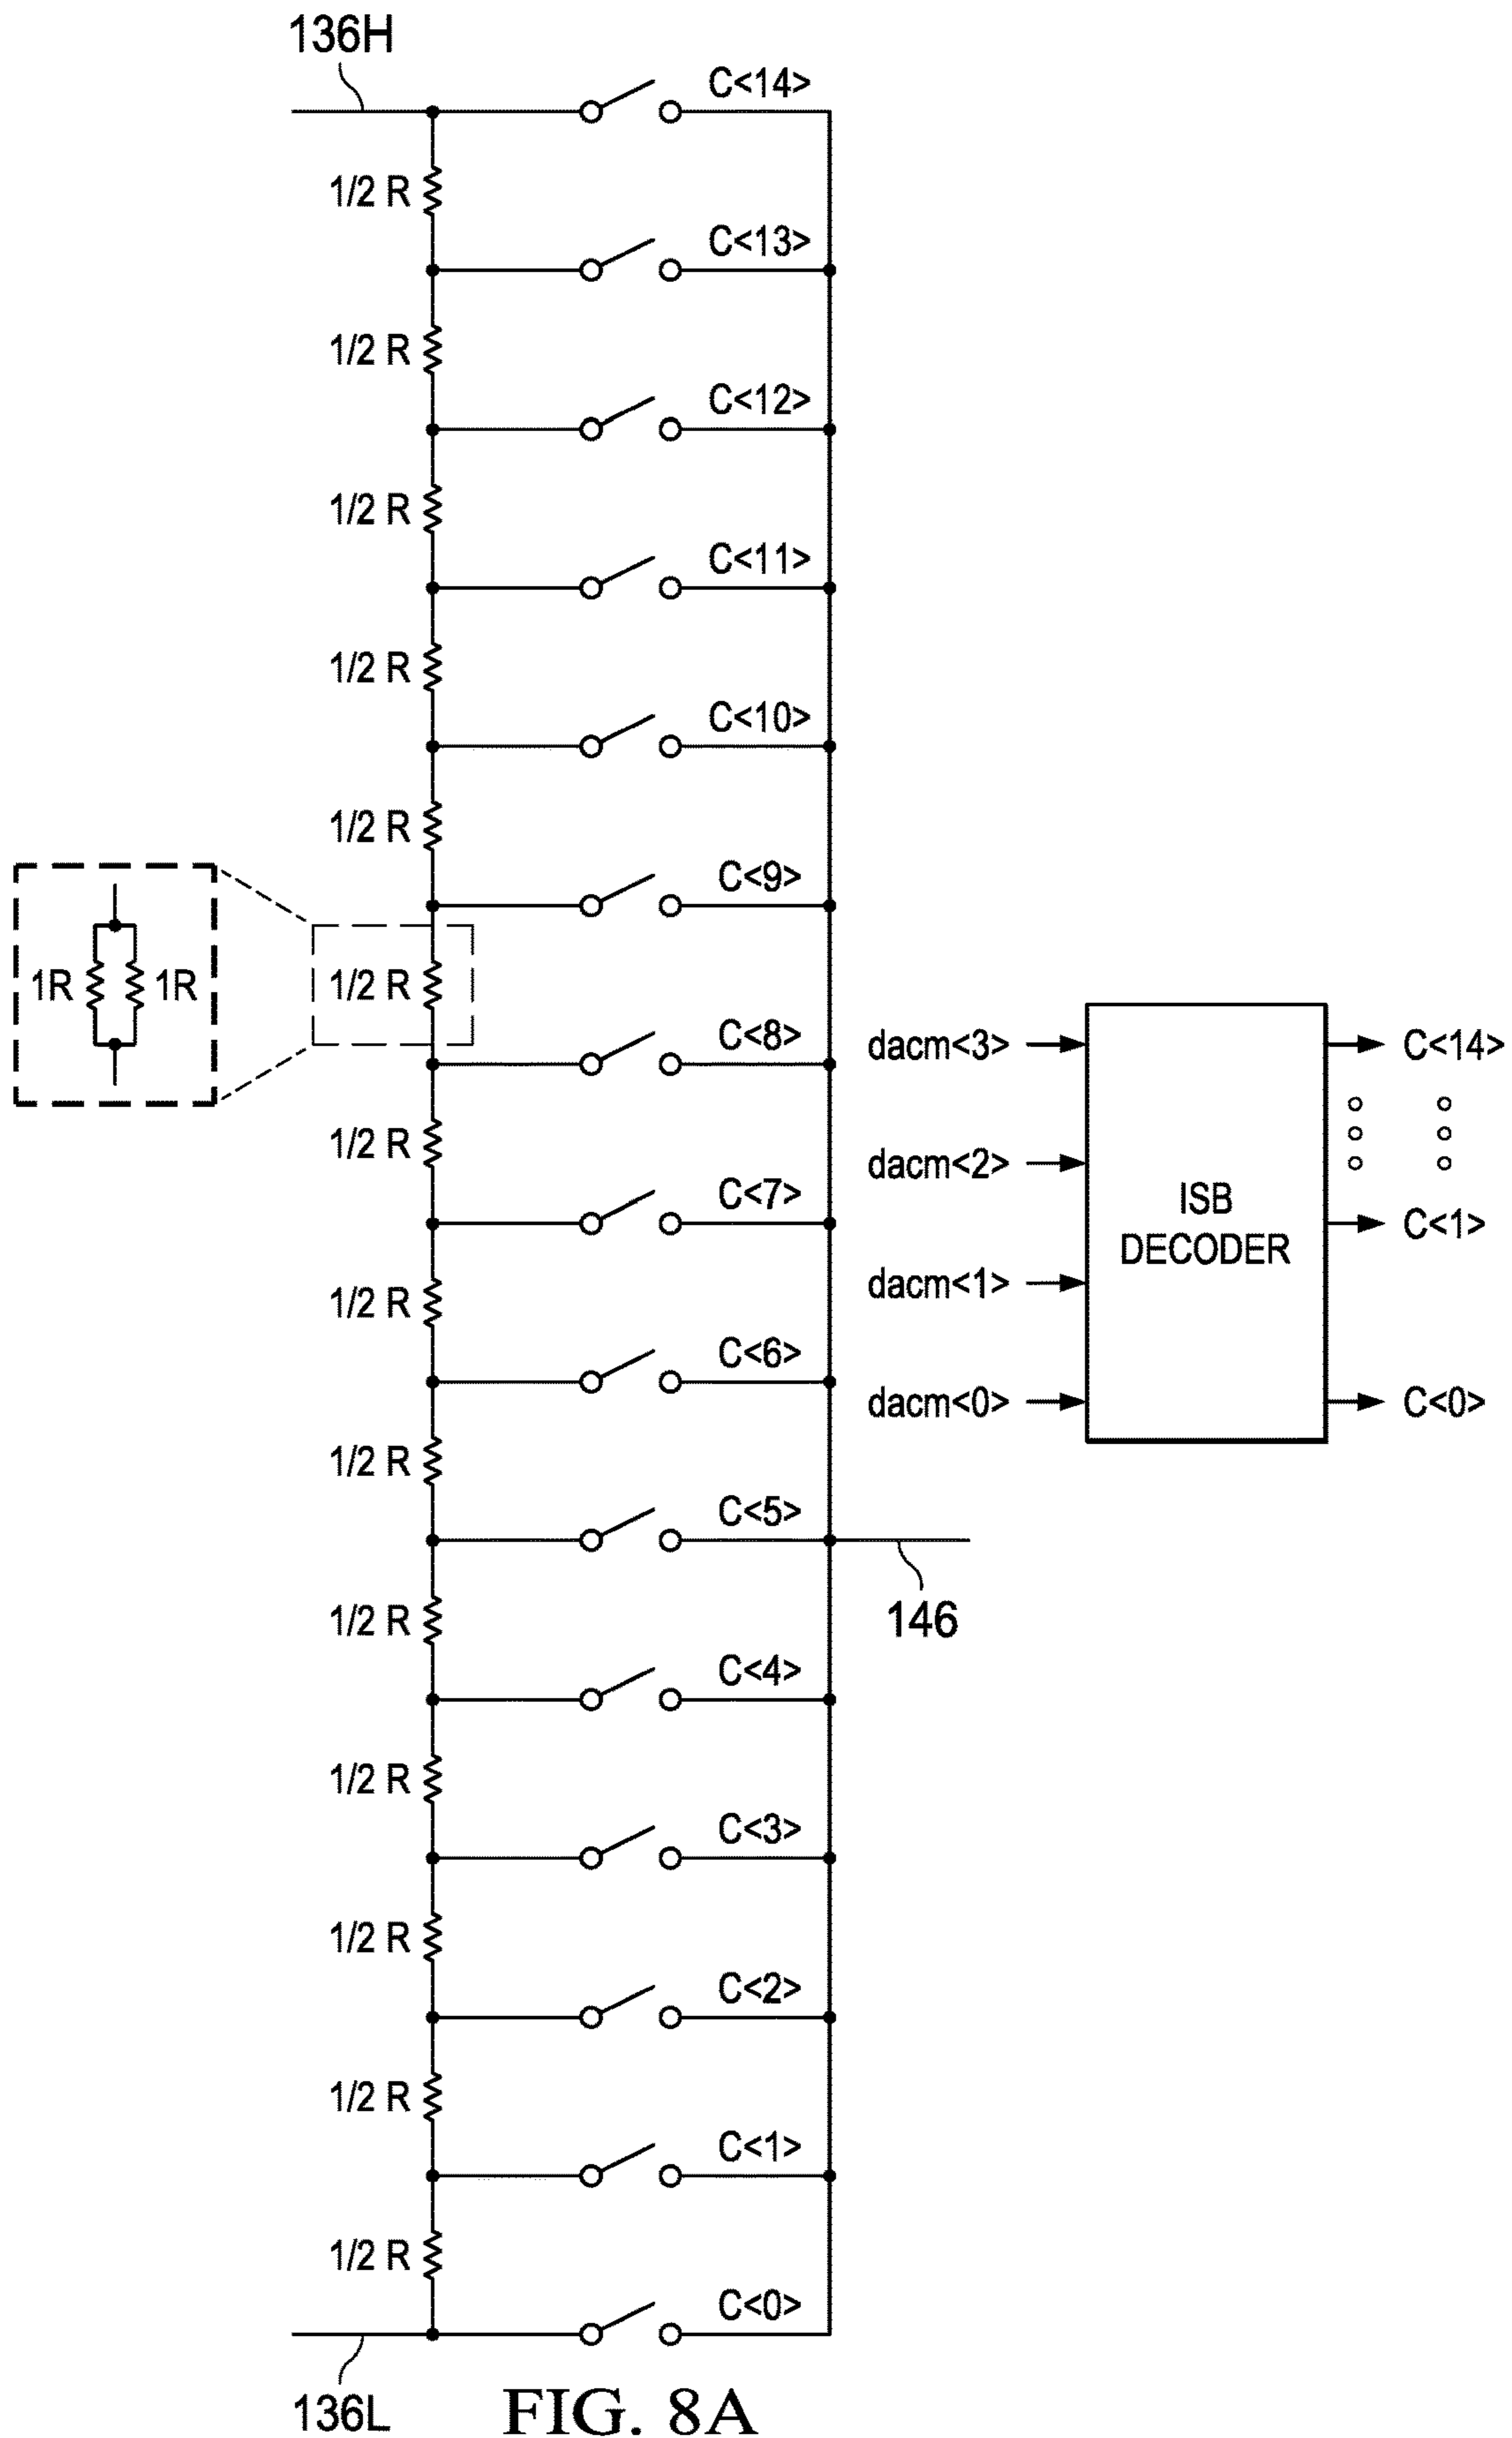 136H
C<14>
1/2 R
C<13>
1/2 R
C<12>
1/2 R
C<11>
1/2 R
C<10>
1/2 R
C<9>
1R 1R
1/2 R
C<8>
1/2 R
C<7>
1/2 R
C<6>
1/2 R
C<5>
146
1/2 R
C<4>
1/2 R
C<3>
1/2 R
C<2>
1/2 R
C<1>
1/2 R
C<0>
136L
dacm<3>
dacm<2>
dacm<1>
dacm<0>
ISB
DECODER
C<14>
C<1>
C<0>
FIG. 8A